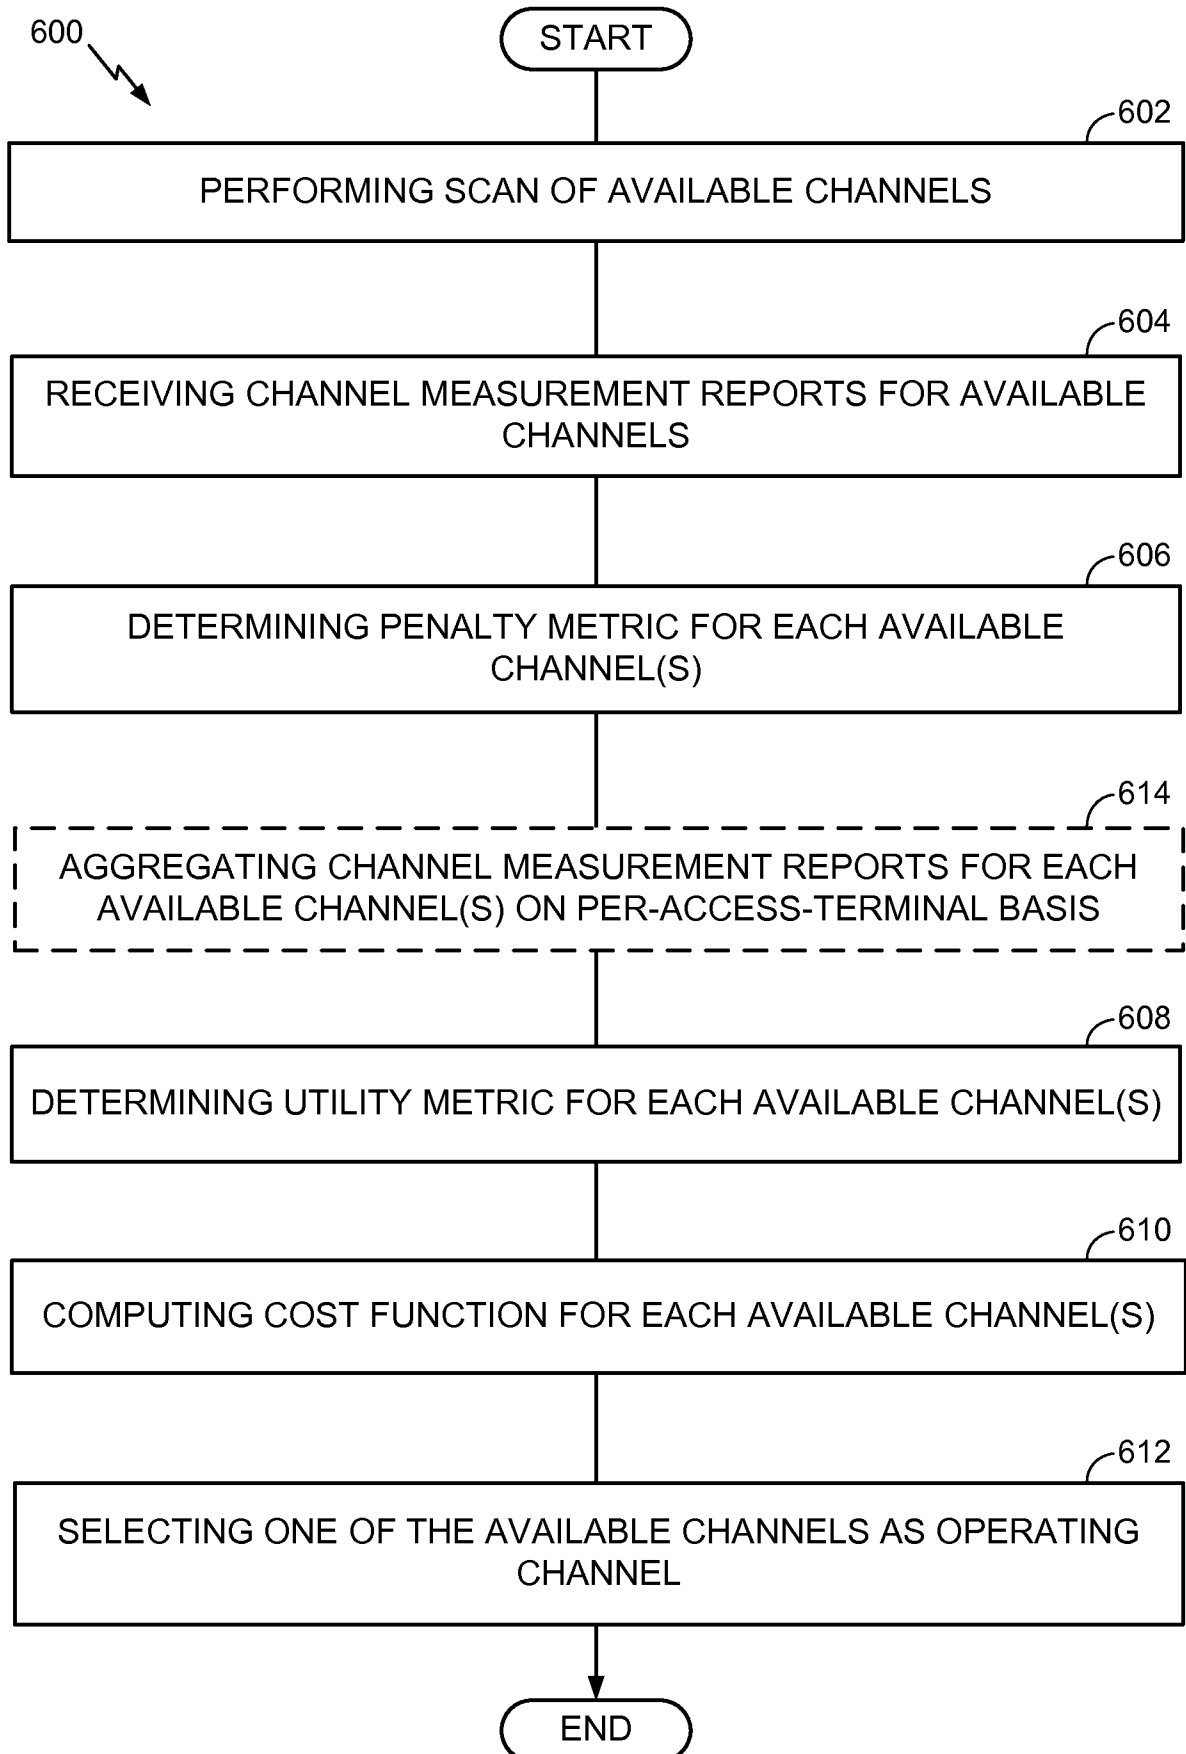 600
START
602
PERFORMING SCAN OF AVAILABLE CHANNELS
604
RECEIVING CHANNEL MEASUREMENT REPORTS FOR AVAILABLE
CHANNELS
606
DETERMINING PENALTY METRIC FOR EACH AVAILABLE
CHANNEL(S)
614
AGGREGATING CHANNEL MEASUREMENT REPORTS FOR EACH
AVAILABLE CHANNEL(S) ON PER-ACCESS-TERMINAL BASIS
608
DETERMINING UTILITY METRIC FOR EACH AVAILABLE CHANNEL(S)
610
COMPUTING COST FUNCTION FOR EACH AVAILABLE CHANNEL(S)
612
SELECTING ONE OF THE AVAILABLE CHANNELS AS OPERATING
CHANNEL
END